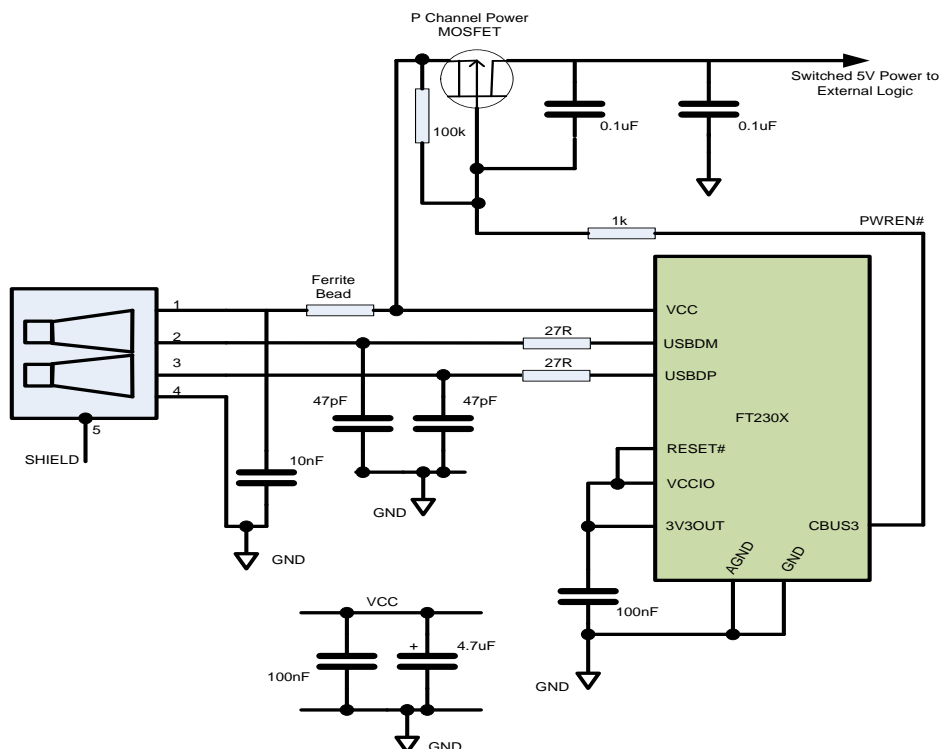 P Channel Power
MOSFET
Switched 5V Power to
External Logic
100k
0.1uF
0.1uF
1k
PWREN#
Ferrite
Bead
1
2
3
4
5
SHIELD
27R
27R
47pF
47pF
10nF
GND
GND
VCC
USBDM
USBDP
FT230X
RESET#
VCCIO
3V3OUT
CBUS3
AGND
GND
100nF
GND
VCC
100nF
+
4.7uF
GND